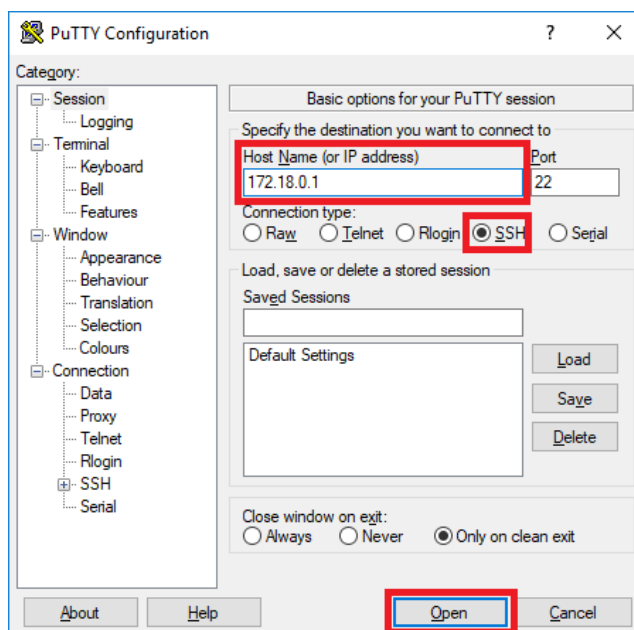 PuTTY Configuration
Category:
Session
Logging
Terminal
Keyboard
Bell
Features
Window
Appearance
Behaviour
Translation
Selection
Colours
Connection
Data
Proxy
Telnet
Rlogin
SSH
Serial
Basic options for your PuTTY session
Specify the destination you want to connect to
Host Name (or IP address) Port
172.18.0.1 22
Connection type:
Raw Telnet Rlogin SSH Serial
Load, save or delete a stored session
Saved Sessions
Default Settings
Load
Save
Delete
Close window on exit:
Always Never Only on clean exit
About Help Open Cancel